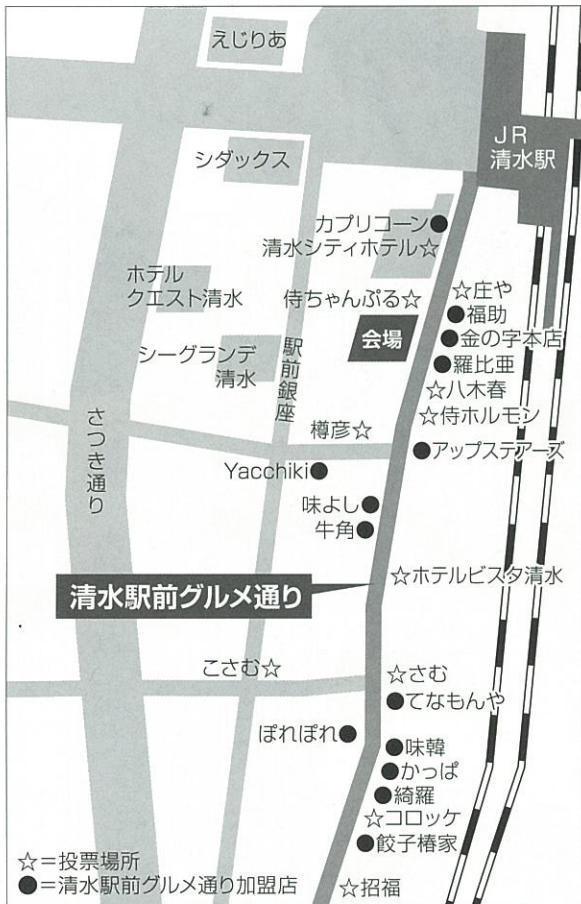 えじりあ
JR
清水駅
シダックス
カプリコーン●
清水シティホテル☆
ホテル
クエスト清水
侍ちゃんぷる☆
☆庄や
●福助
会場
●金の字本店
シーグランデ
清水
駅前銀座
●羅比亜
☆八木春
☆侍ホルモン
さつき通り
樽彦☆
●アップステアーズ
Yacchiki●
味よし●
牛角●
☆ホテルビスタ清水
清水駅前グルメ通り
こさむ☆
☆さむ
●てなもんや
ぽれぽれ●
●味韓
●かっぱ
●綺羅
☆コロッケ
●餃子椿家
☆招福
☆=投票場所
●=清水駅前グルメ通り加盟店